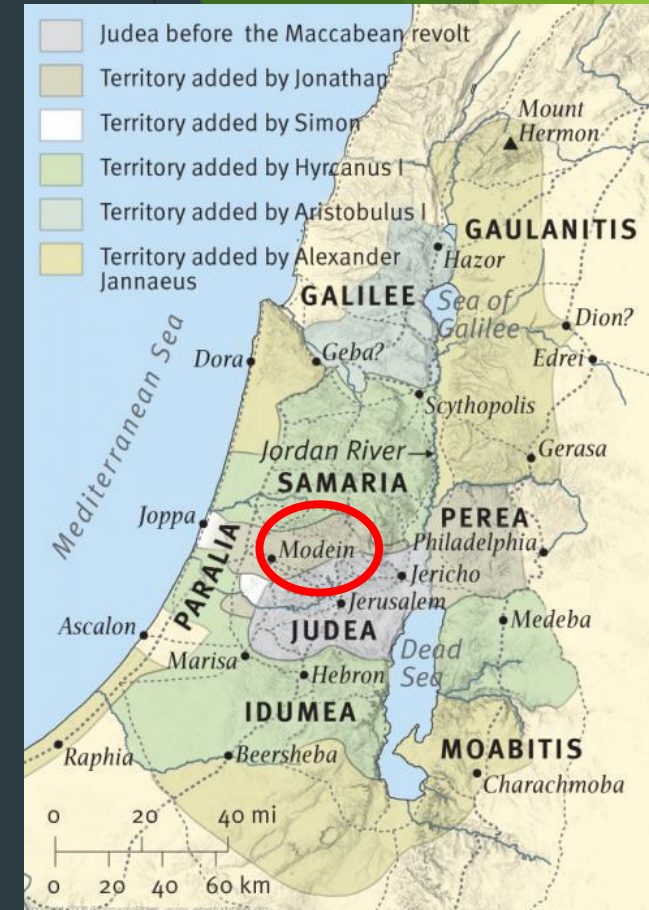 Judea before the Maccabean revolt
Territory added by Jonathan
Territory added by Simon
Territory added by Hyrcanus I
Territory added by Aristobulus I
Territory added by Alexander
Jannaeus
Mount
Hermon
GAULANITIS
Hazor
GALILEE
Sea of
Galilee
Dion?
Dora
Geba?
Edrei
Mediterranean Sea
Scythopolis
Jordan River
Gerasa
SAMARIA
Joppa
PEREA
Modein
Philadelphia
PARALIA
Jericho
Jerusalem
Medeba
Ascalon
JUDEA
Marisa
Dead
Sea
Hebron
IDUMEA
Raphia
Beersheba
MOABITIS
Charachmoba
0 20 40 mi
0 20 40 60 km